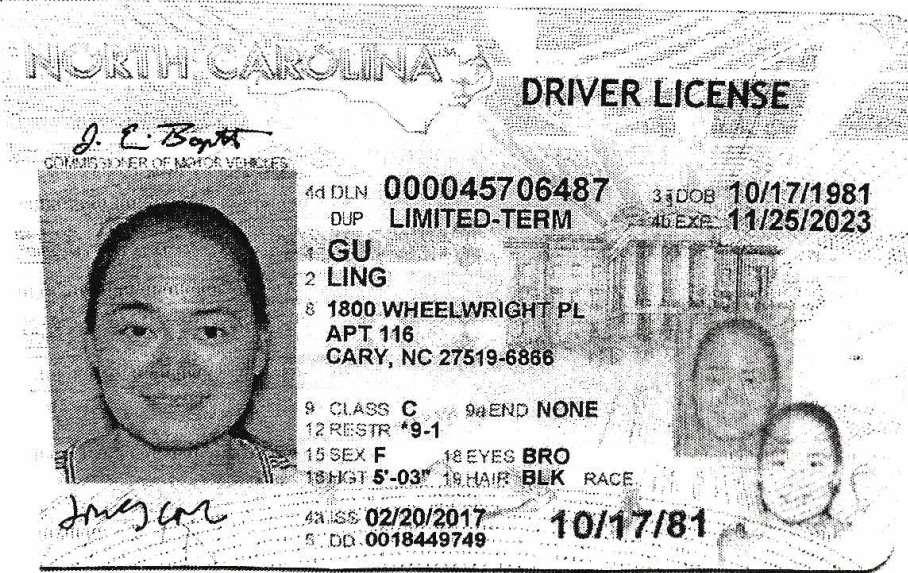 NORTH CAROLINA
DRIVER LICENSE
COMMISSIONER OF MOTOR VEHICLES
4d DLN 000045706487 3 DOB 10/17/1981
DUP LIMITED-TERM 4b EXP 11/25/2023
1 GU
2 LING
8 1800 WHEELWRIGHT PL
APT 116
CARY, NC 27519-6866
9 CLASS C 9a END NONE
12 RESTR *9-1
15 SEX F 18 EYES BRO
16 HGT 5'-03" 19 HAIR BLK RACE
4a ISS 02/20/2017 10/17/81
5 DD 0018449749